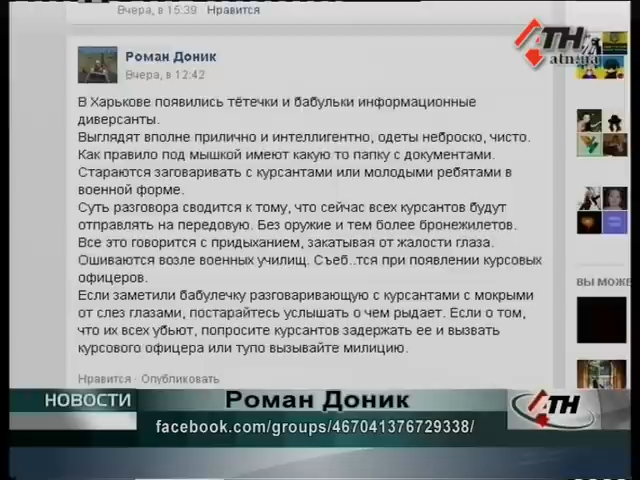 Вчера, в 15:39 Нравится
АТН
atn.ua
Роман Доник
Вчера, в 12:42
В Харькове появились тётечки и бабульки информационные
диверсанты.
Выглядят вполне прилично и интеллигентно, одеты неброско, чисто.
Как правило под мышкой имеют какую то папку с документами.
Стараются заговаривать с курсантами или молодыми ребятами в
военной форме.
Суть разговора сводится к тому, что сейчас всех курсантов будут
отправлять на передовую. Без оружие и тем более бронежилетов.
Все это говорится с придыханием, закатывая от жалости глаза.
Ошиваются возле военных училищ. Съеб..тся при появлении курсовых
офицеров.
Если заметили бабулечку разговаривающую с курсантами с мокрыми
от слез глазами, постарайтесь услышать о чем рыдает. Если о том,
что их всех убьют, попросите курсантов задержать ее и вызвать
курсового офицера или тупо вызывайте милицию.
ВЫ МОЖЕ
Нравится · Опубликовать
НОВОСТИ
Роман Доник
АТН
facebook.com/groups/467041376729338/